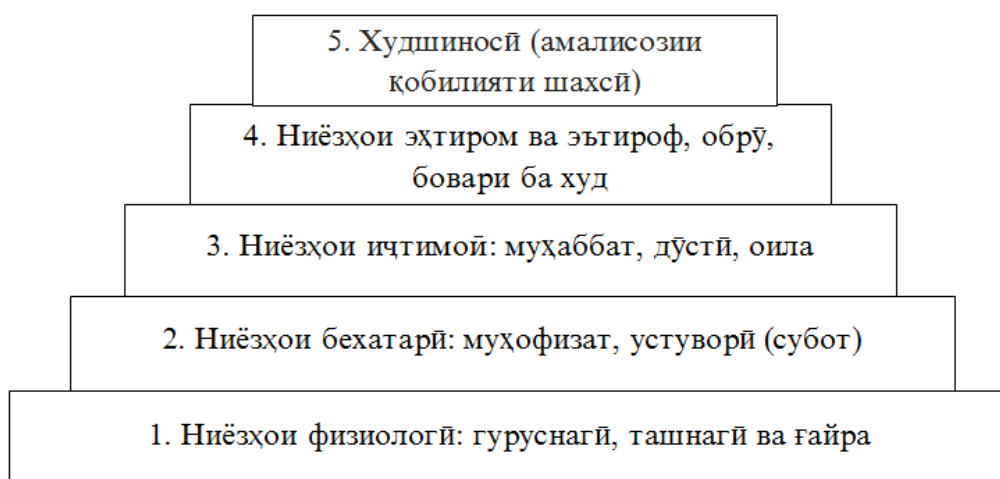 5. Худшиносӣ (амалисозии
қобилияти шахсӣ)
4. Ниёзҳои эҳтиром ва эътироф, обрӯ,
бовари ба худ
3. Ниёзҳои иҷтимоӣ: муҳаббат, дӯстӣ, оила
2. Ниёзҳои бехатарӣ: муҳофизат, устуворӣ (субот)
1. Ниёзҳои физиологӣ: гуруснагӣ, ташнагӣ ва ғайра